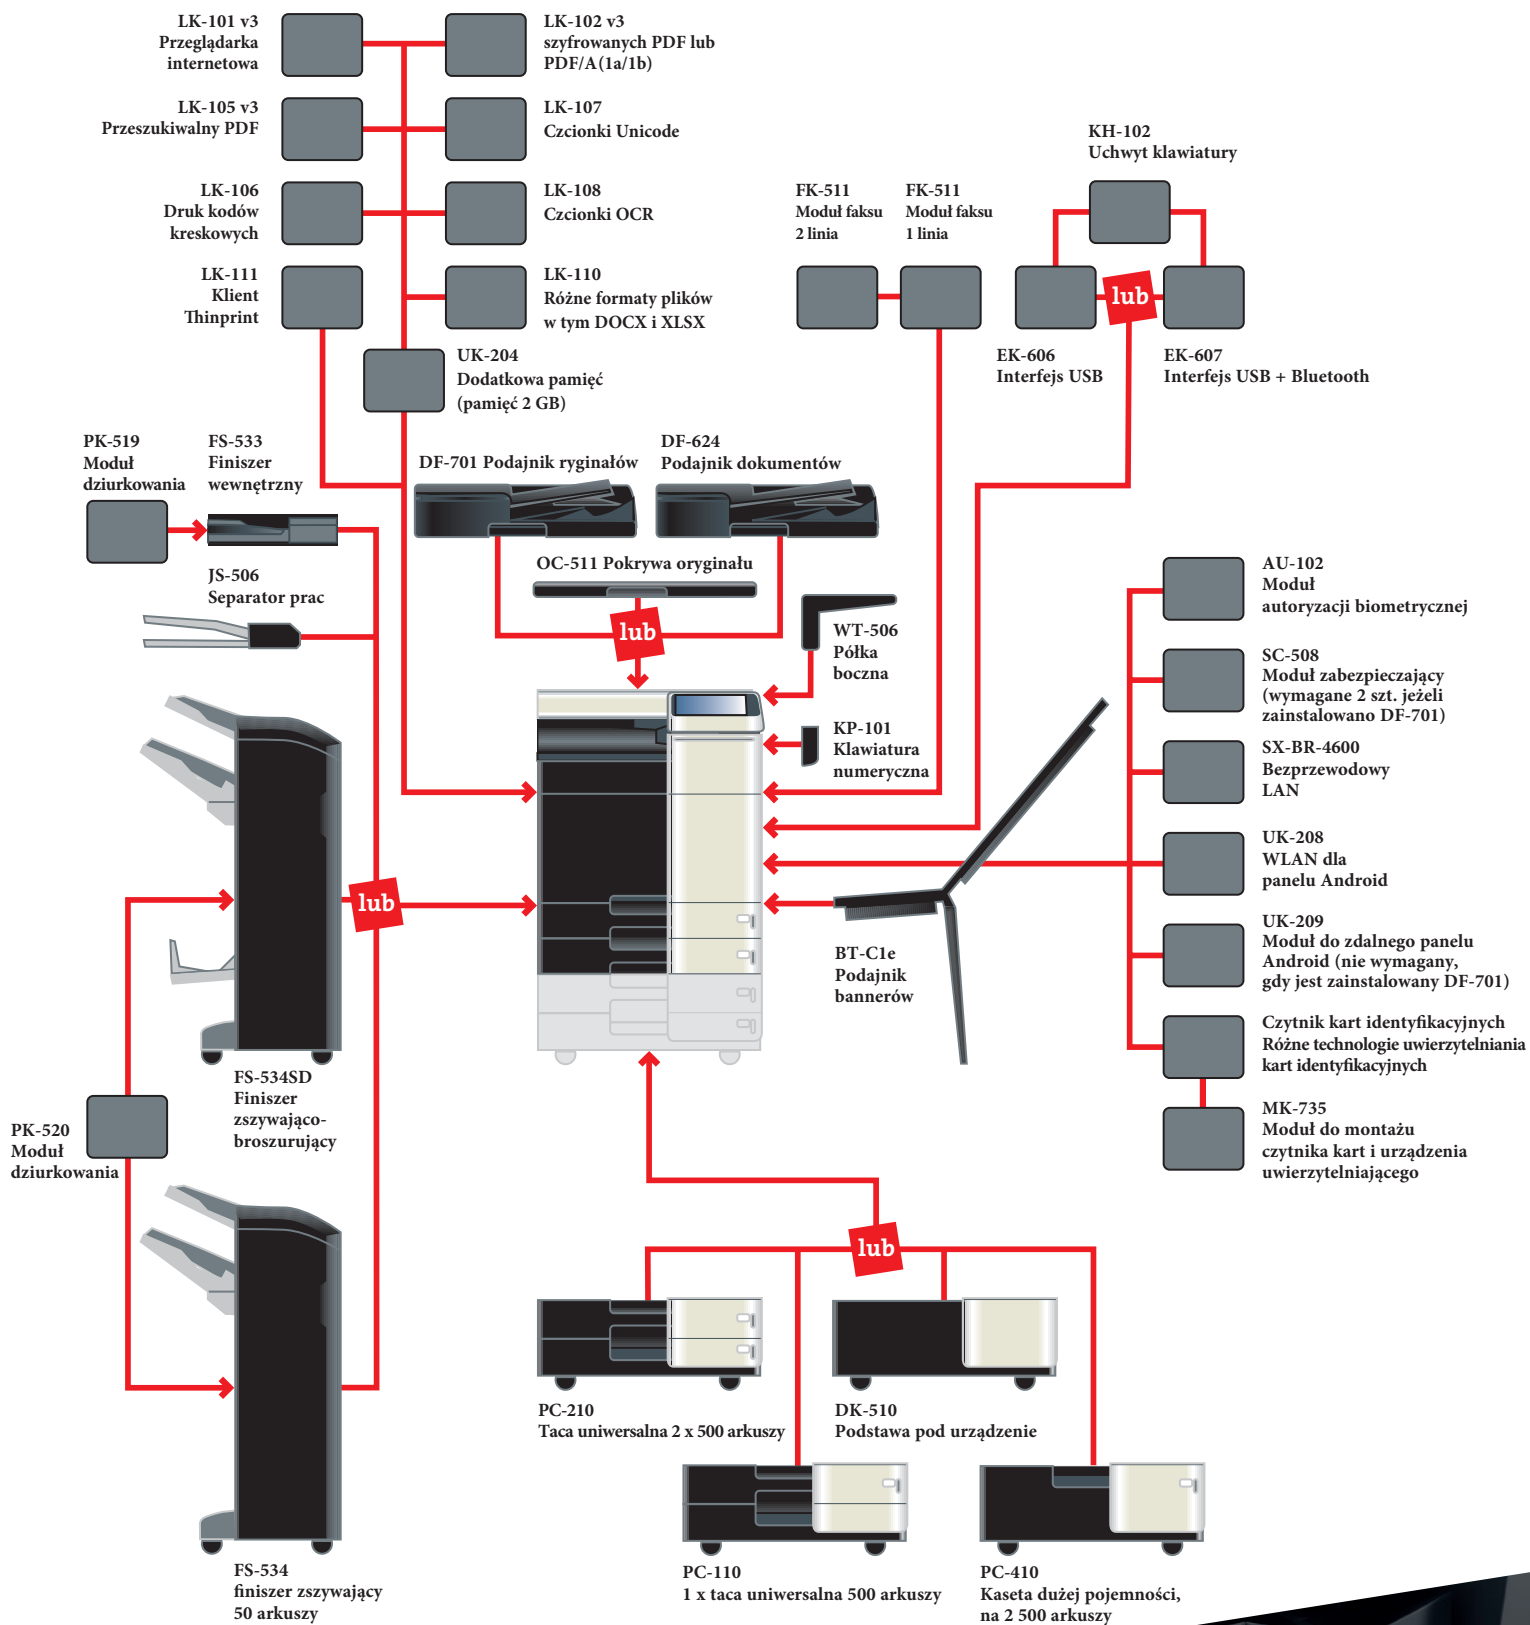 LK-101 v3
Przeglądarka
internetowa
LK-102 v3
szyfrowanych PDF lub
PDF/A(1a/1b)
LK-105 v3
Przeszukiwalny PDF
LK-107
Czcionki Unicode
KH-102
Uchwyt klawiatury
LK-106
Druk kodów
kreskowych
LK-108
Czcionki OCR
FK-511
Moduł faksu
2 linia
FK-511
Moduł faksu
1 linia
LK-111
Klient
Thinprint
LK-110
Różne formaty plików
w tym DOCX i XLSX
lub
EK-606
Interfejs USB
EK-607
Interfejs USB + Bluetooth
UK-204
Dodatkowa pamięć
(pamięć 2 GB)
PK-519
Moduł
dziurkowania
FS-533
Finiszer
wewnętrzny
DF-701 Podajnik ryginałów
DF-624
Podajnik dokumentów
JS-506
Separator prac
OC-511 Pokrywa oryginału
lub
WT-506
Półka
boczna
KP-101
Klawiatura
numeryczna
AU-102
Moduł
autoryzacji biometrycznej
SC-508
Moduł zabezpieczający
(wymagane 2 szt. jeżeli
zainstalowano DF-701)
SX-BR-4600
Bezprzewodowy
LAN
UK-208
WLAN dla
panelu Android
lub
BT-C1e
Podajnik
bannerów
UK-209
Moduł do zdalnego panelu
Android (nie wymagany,
gdy jest zainstalowany DF-701)
Czytnik kart identyfikacyjnych
Różne technologie uwierzytelniania
kart identyfikacyjnych
MK-735
Moduł do montażu
czytnika kart i urządzenia
uwierzytelniającego
FS-534SD
Finiszer
zszywająco-
broszurujący
PK-520
Moduł
dziurkowania
lub
PC-210
Taca uniwersalna 2 x 500 arkuszy
DK-510
Podstawa pod urządzenie
FS-534
finiszer zszywający
50 arkuszy
PC-110
1 x taca uniwersalna 500 arkuszy
PC-410
Kaseta dużej pojemności,
na 2 500 arkuszy